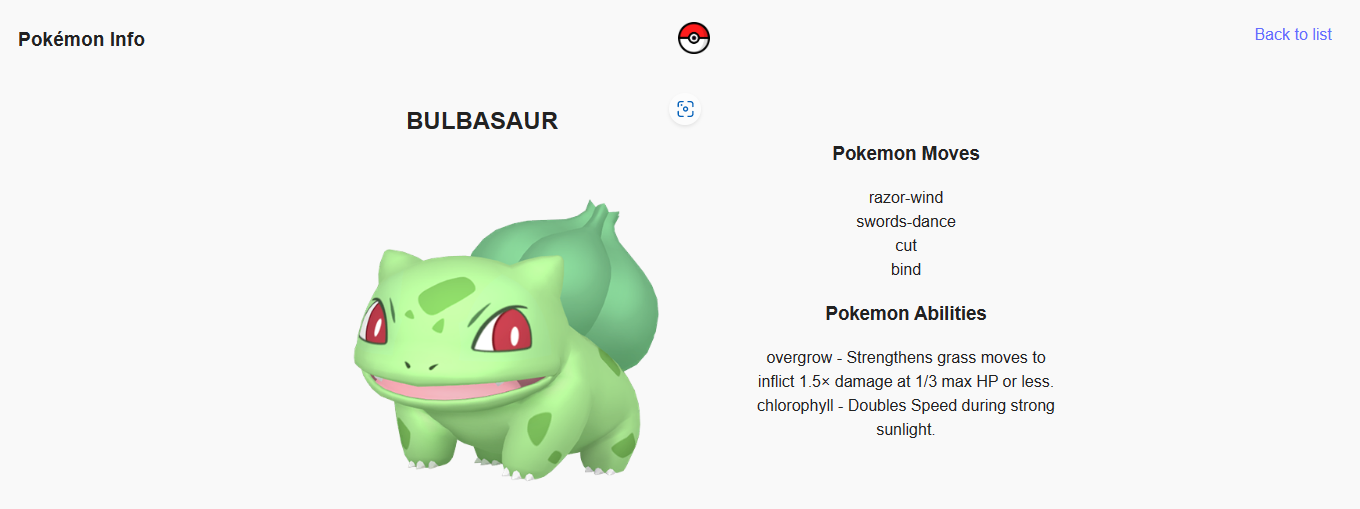 Pokémon Info
Back to list
BULBASAUR
Pokemon Moves
razor-wind
swords-dance
cut
bind
Pokemon Abilities
overgrow - Strengthens grass moves to
inflict 1.5× damage at 1/3 max HP or less.
chlorophyll - Doubles Speed during strong
sunlight.